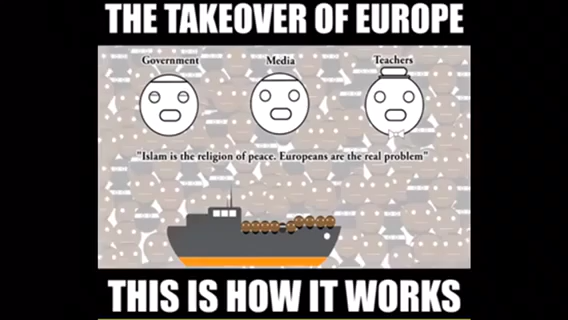 THE TAKEOVER OF EUROPE
Government Media Teachers
"Islam is the religion of peace. Europeans are the real problem"
THIS IS HOW IT WORKS